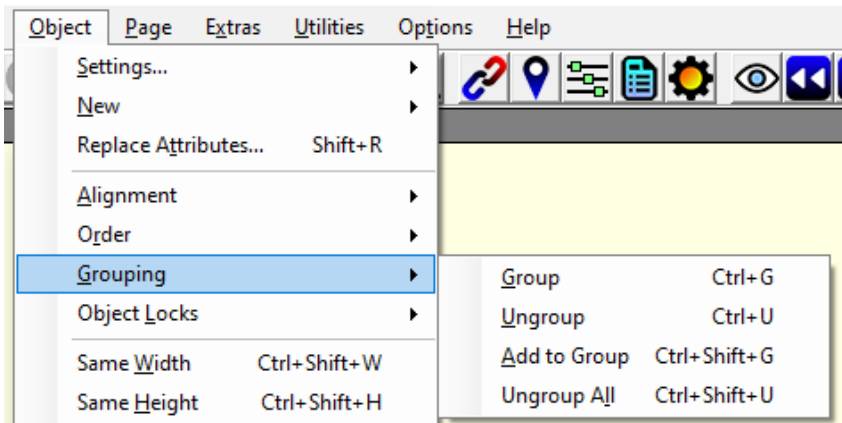 Object Page Extras Utilities Options Help
Settings...
New
Replace Attributes... Shift+R
Alignment
Order
Grouping
Object Locks
Same Width Ctrl+Shift+W
Same Height Ctrl+Shift+H
Group Ctrl+G
Ungroup Ctrl+U
Add to Group Ctrl+Shift+G
Ungroup All Ctrl+Shift+U